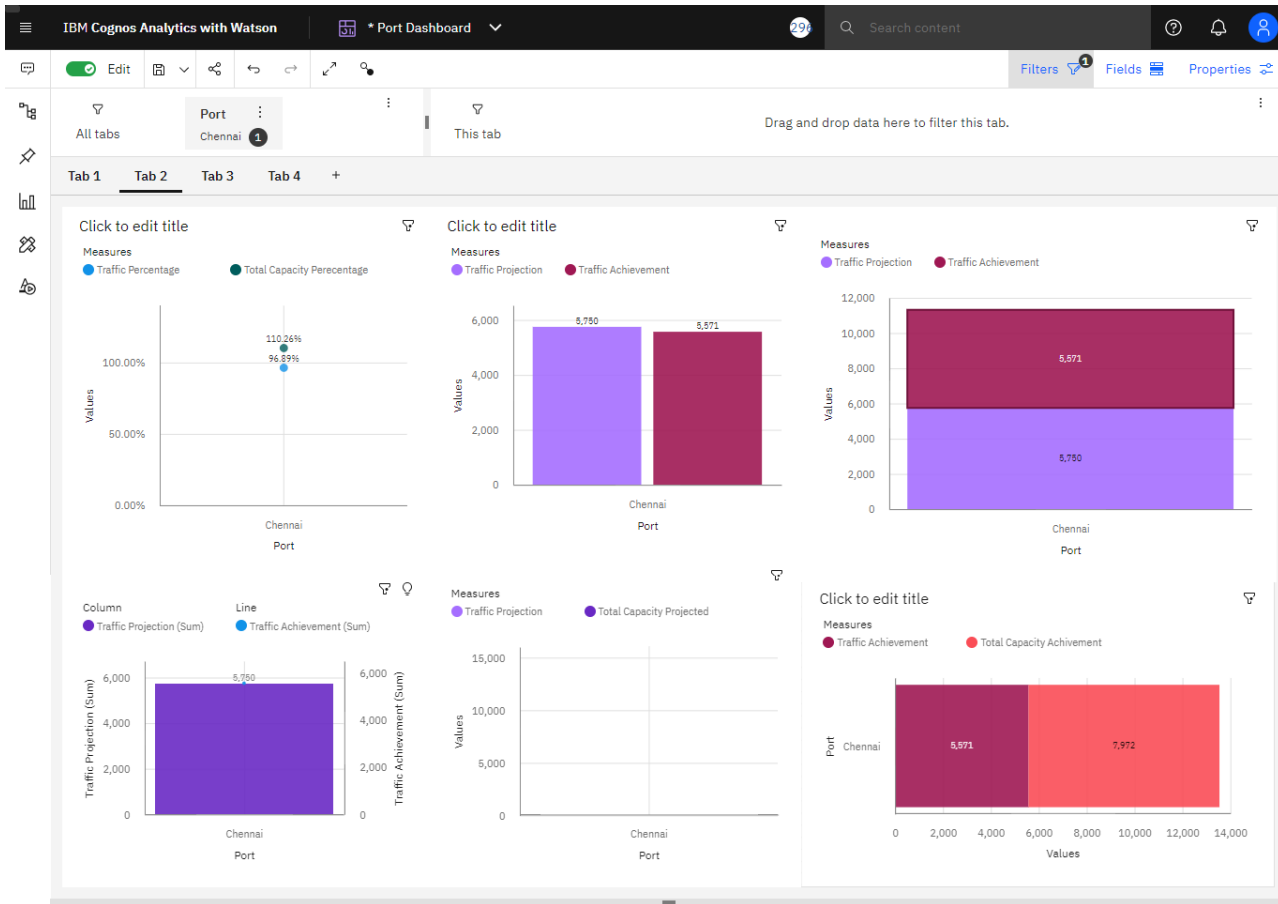 IBM Cognos Analytics with Watson
* Port Dashboard
296
Search content
Edit
Filters
1
Fields
Properties
All tabs
Port
Chennai 1
This tab
Drag and drop data here to filter this tab.
Tab 1 Tab 2 Tab 3 Tab 4 +
Click to edit title
Measures
Traffic Percentage
Total Capacity Perecentage
110.26%
96.89%
100.00%
50.00%
0.00%
Values
Chennai
Port
Click to edit title
Measures
Traffic Projection
Traffic Achievement
5,750
5,571
6,000
4,000
2,000
0
Values
Chennai
Port
Measures
Traffic Projection
Traffic Achievement
12,000
10,000
8,000
6,000
4,000
2,000
0
Values
5,571
5,750
Chennai
Port
Column
Line
Traffic Projection (Sum)
Traffic Achievement (Sum)
5,750
6,000
4,000
2,000
0
Traffic Projection (Sum)
6,000
4,000
2,000
0
Traffic Achievement (Sum)
Chennai
Port
Measures
Traffic Projection
Total Capacity Projected
15,000
10,000
5,000
0
Values
Chennai
Port
Click to edit title
Measures
Traffic Achievement
Total Capacity Achivement
Port
Chennai
5,571
7,972
0 2,000 4,000 6,000 8,000 10,000 12,000 14,000
Values